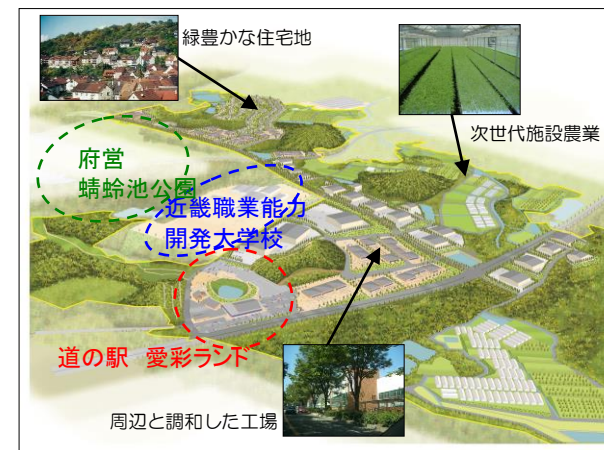 緑豊かな住宅地
次世代施設農業
府営
蜻蛉池公園
近畿職業能力
開発大学校
道の駅 愛彩ランド
周辺と調和した工場